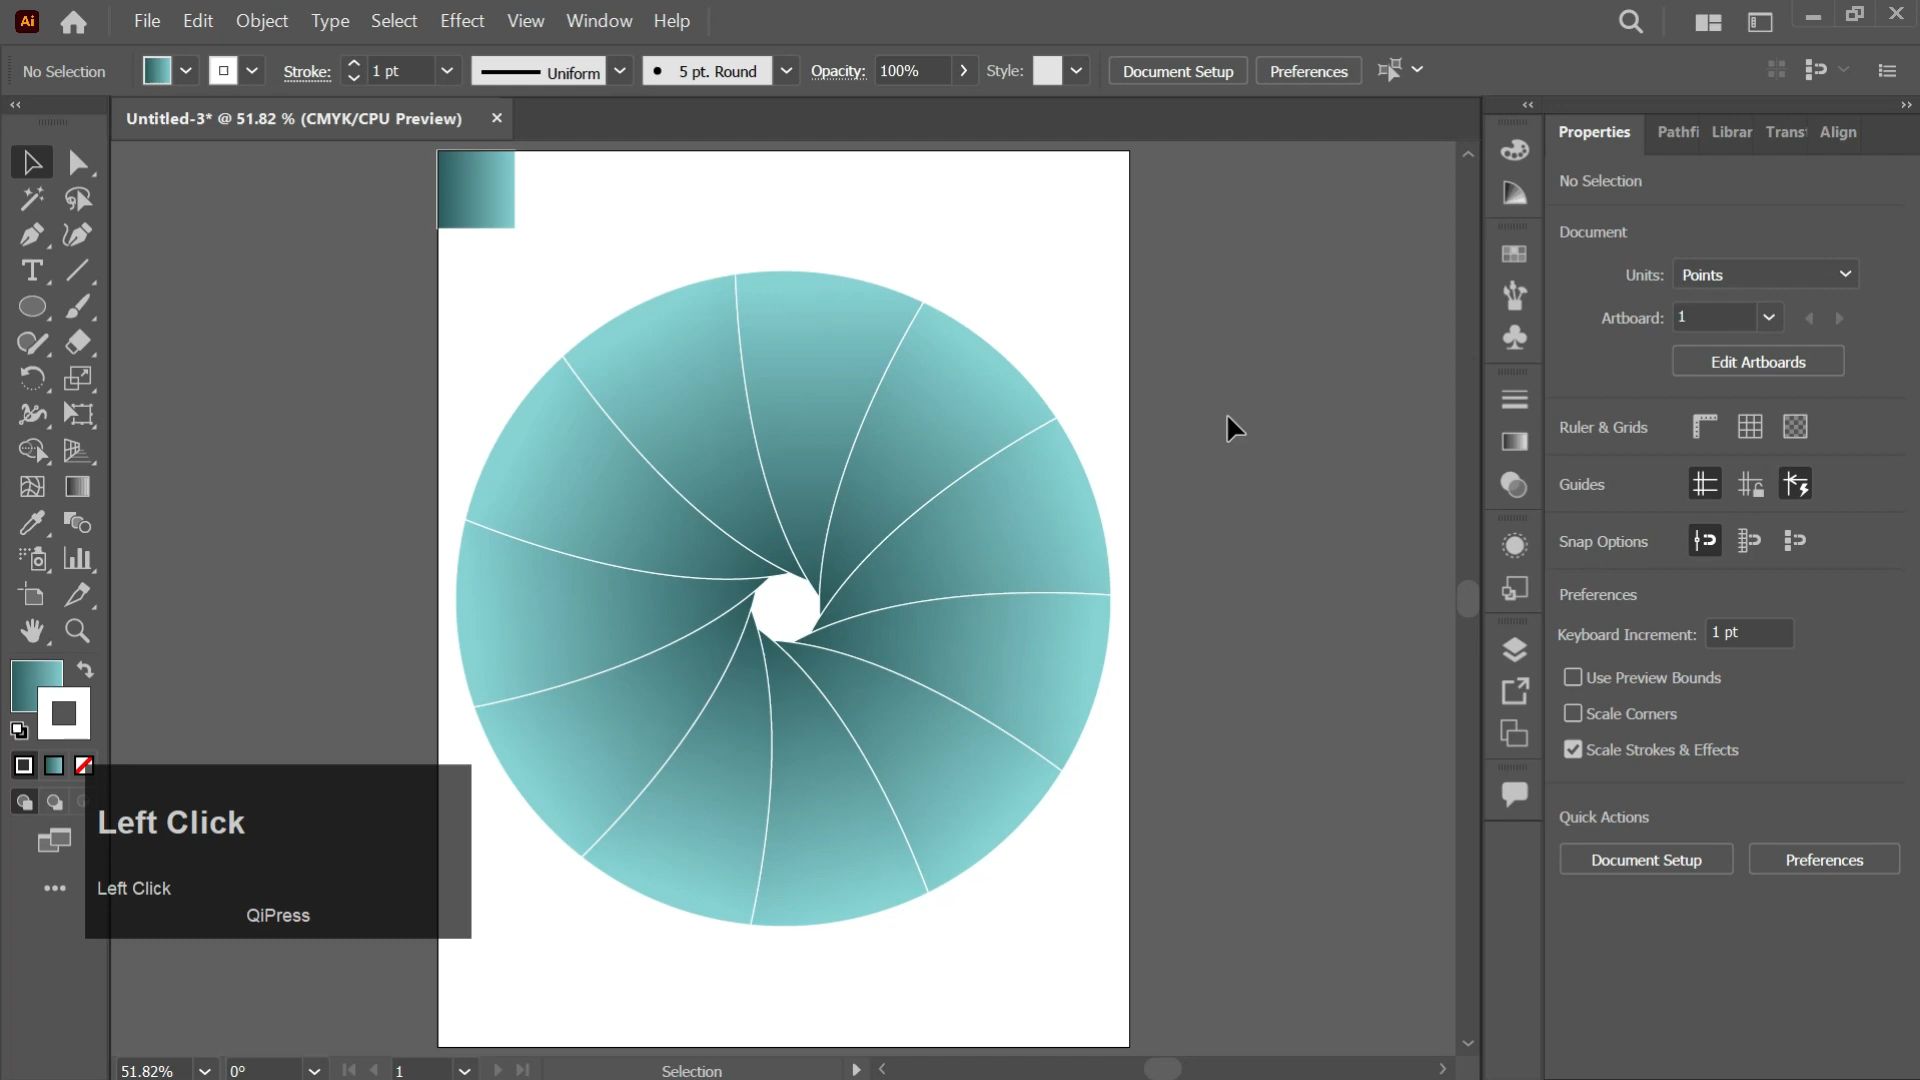 Ai File Edit Object Type Select Effect View Window Help
No Selection Stroke: 1 pt Uniform 5 pt. Round Opacity: 100% Style: Document Setup Preferences
Untitled-3* @ 51.82 % (CMYK/CPU Preview)
Properties Pathfi Librar Trans Align
No Selection
Document
Units: Points
Artboard: 1
Edit Artboards
Ruler & Grids
Guides
Snap Options
Preferences
Keyboard Increment: 1 pt
Use Preview Bounds
Scale Corners
Scale Strokes & Effects
Quick Actions
Document Setup Preferences
Left Click
Left Click
QiPress
51.82% 0° 1 Selection